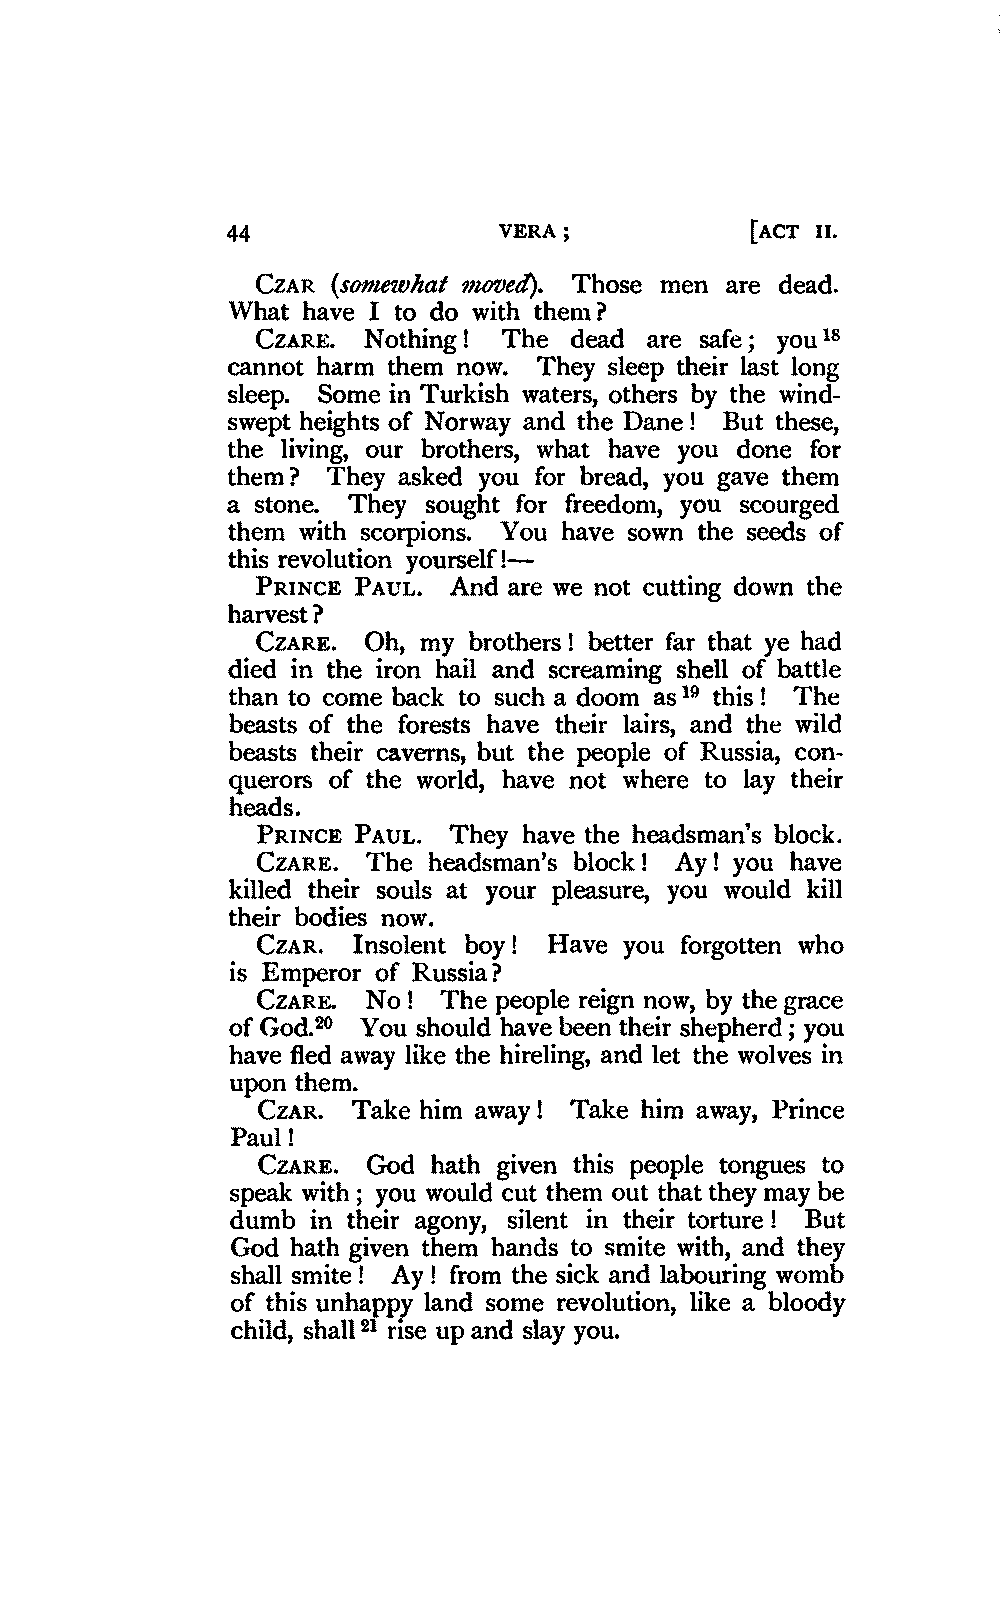 44 VERA ; [ACT II.
CZAR (somewhat moved). Those men are dead.
What have I to do with them?
CZARE. Nothing! The dead are safe; you 18
cannot harm them now. They sleep their last long
sleep. Some in Turkish waters, others by the wind-
swept heights of Norway and the Dane! But these,
the living, our brothers, what have you done for
them? They asked you for bread, you gave them
a stone. They sought for freedom, you scourged
them with scorpions. You have sown the seeds of
this revolution yourself!—
PRINCE PAUL. And are we not cutting down the
harvest?
CZARE. Oh, my brothers! better far that ye had
died in the iron hail and screaming shell of battle
than to come back to such a doom as 19 this! The
beasts of the forests have their lairs, and the wild
beasts their caverns, but the people of Russia, con-
querors of the world, have not where to lay their
heads.
PRINCE PAUL. They have the headsman's block.
CZARE. The headsman's block! Ay! you have
killed their souls at your pleasure, you would kill
their bodies now.
CZAR. Insolent boy! Have you forgotten who
is Emperor of Russia?
CZARE. No! The people reign now, by the grace
of God.20 You should have been their shepherd; you
have fled away like the hireling, and let the wolves in
upon them.
CZAR. Take him away! Take him away, Prince
Paul!
CZARE. God hath given this people tongues to
speak with; you would cut them out that they may be
dumb in their agony, silent in their torture! But
God hath given them hands to smite with, and they
shall smite! Ay! from the sick and labouring womb
of this unhappy land some revolution, like a bloody
child, shall 21 rise up and slay you.